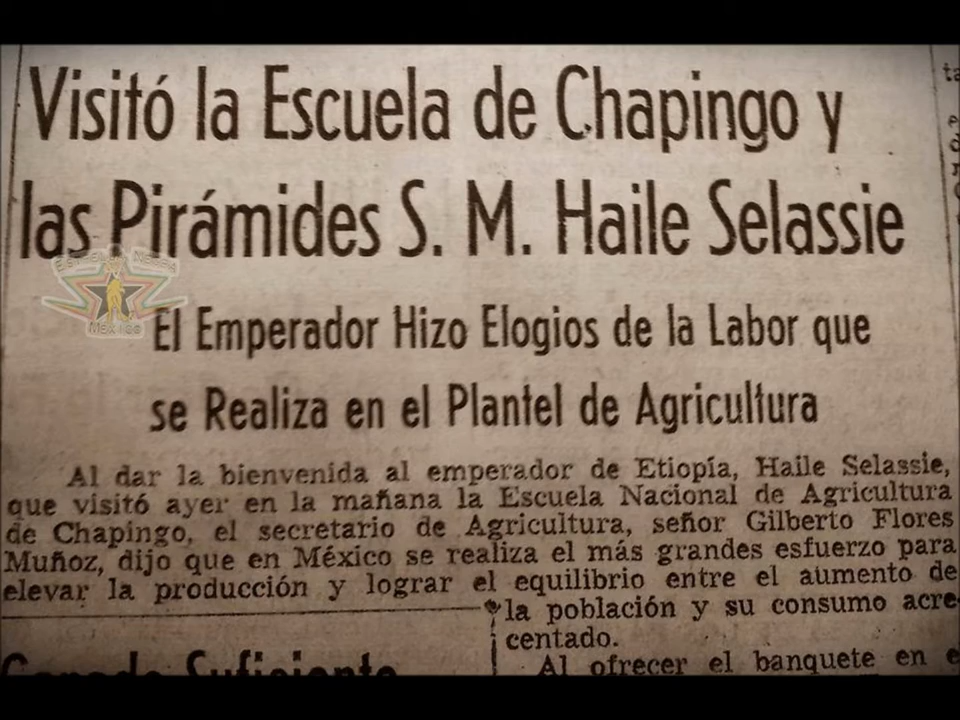 Visitó la Escuela de Chapingo y
las Pirámides S. M. Haile Selassie
El Emperador Hizo Elogios de la Labor que
se Realiza en el Plantel de Agricultura
Al dar la bienvenida al emperador de Etiopía, Haile Selassie,
que visitó ayer en la mañana la Escuela Nacional de Agricultura
de Chapingo, el secretario de Agricultura, señor Gilberto Flores
Muñoz, dijo que en México se realiza el más grandes esfuerzo para
elevar la producción y lograr el equilibrio entre el aumento de
la población y su consumo acre-
centado.
Al ofrecer el banquete en e
México